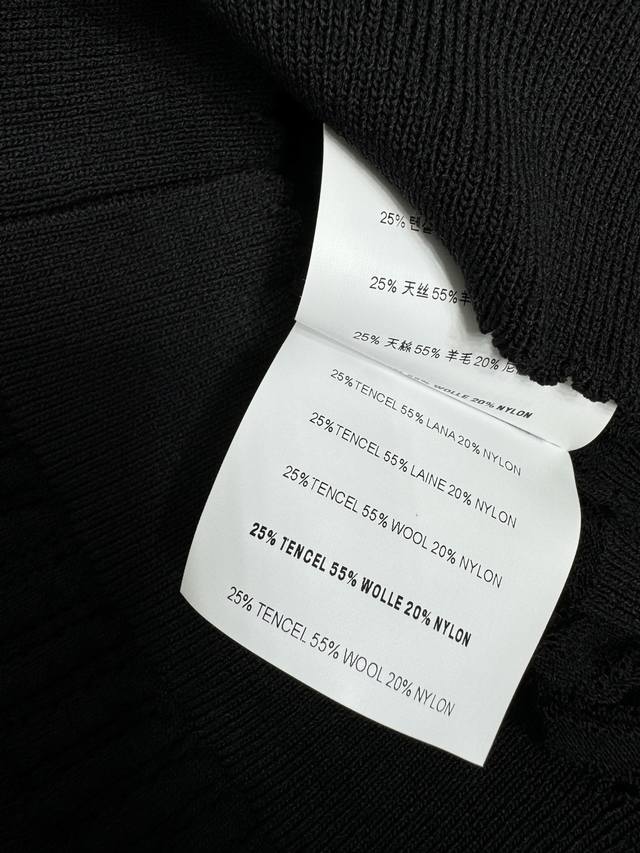 25%
25% 天丝 55% 羊
25% 天絲 55% 羊毛 20% 尼
WOLLE 20% NYLON
25%TENCEL 55% LANA 20% NYLON
25%TENCEL 55% LAINE 20% NYLON
25%TENCEL 55% WOOL 20% NYLON
25% TENCEL 55% WOLLE 20% NYLON
25% TENCEL 55% WOOL 20% NYLON